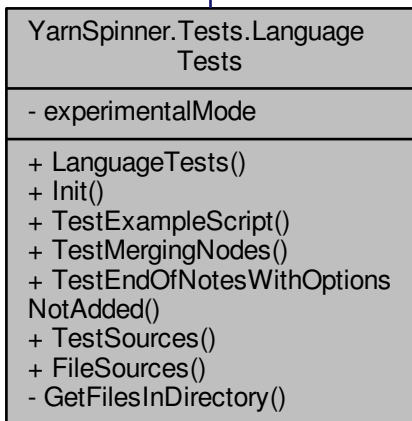 YarnSpinner.Tests.Language
Tests
- experimentalMode
+ LanguageTests()
+ Init()
+ TestExampleScript()
+ TestMergingNodes()
+ TestEndOfNotesWithOptions
NotAdded()
+ TestSources()
+ FileSources()
- GetFilesInDirectory()